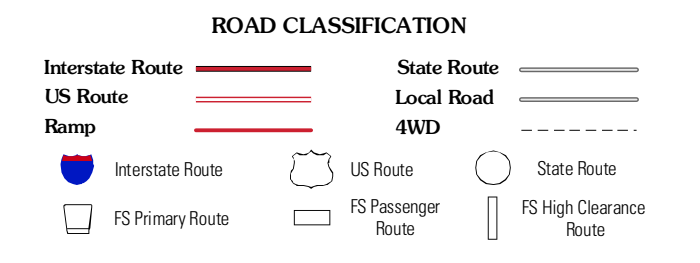 ROAD CLASSIFICATION
Interstate Route State Route
US Route Local Road
Ramp 4WD
Interstate Route US Route State Route
FS Primary Route FS Passenger Route FS High Clearance Route